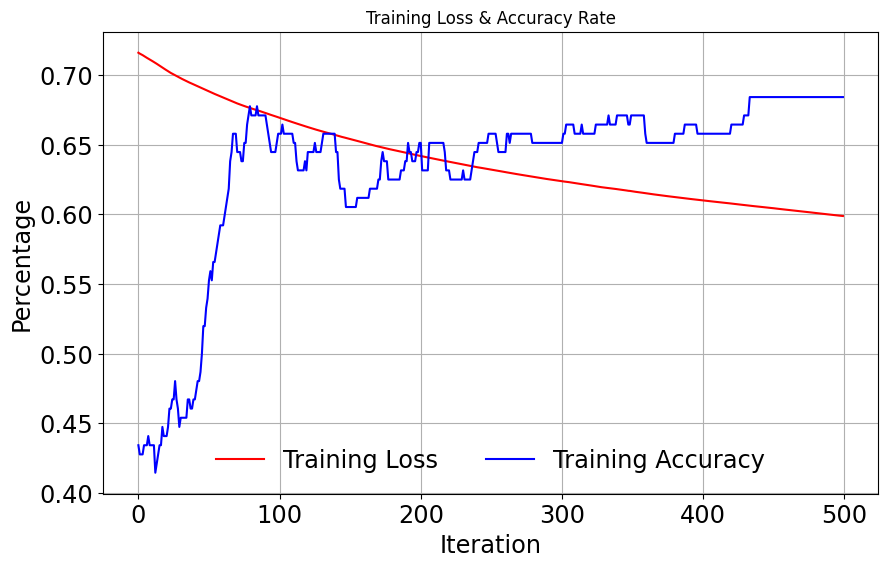 Training Loss & Accuracy Rate
0.70
0.65
0.60
0.55
0.50
0.45
0.40
Percentage
Training Loss Training Accuracy
0 100 200 300 400 500
Iteration